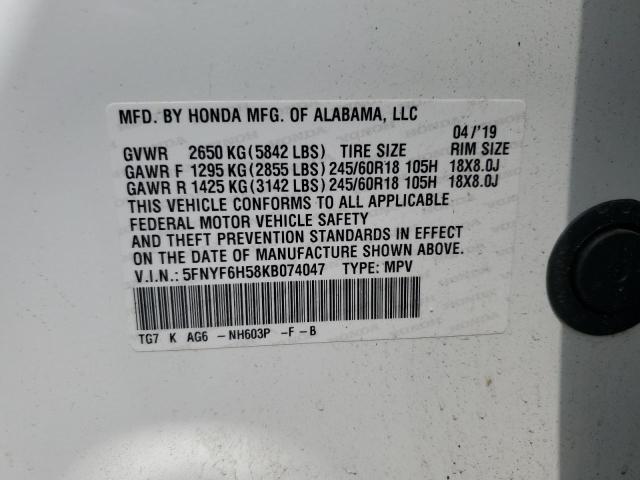 MFD. BY HONDA MFG. OF ALABAMA, LLC
04/'19
GVWR 2650 KG (5842 LBS) TIRE SIZE RIM SIZE
GAWR F 1295 KG (2855 LBS) 245/60R18 105H 18X8.0J
GAWR R 1425 KG (3142 LBS) 245/60R18 105H 18X8.0J
THIS VEHICLE CONFORMS TO ALL APPLICABLE
FEDERAL MOTOR VEHICLE SAFETY
AND THEFT PREVENTION STANDARDS IN EFFECT
ON THE DATE OF MANUFACTURE SHOWN ABOVE.
V.I.N.: 5FNYF6H58KB074047 TYPE: MPV
TG7 K AG6 -NH603P -F-B